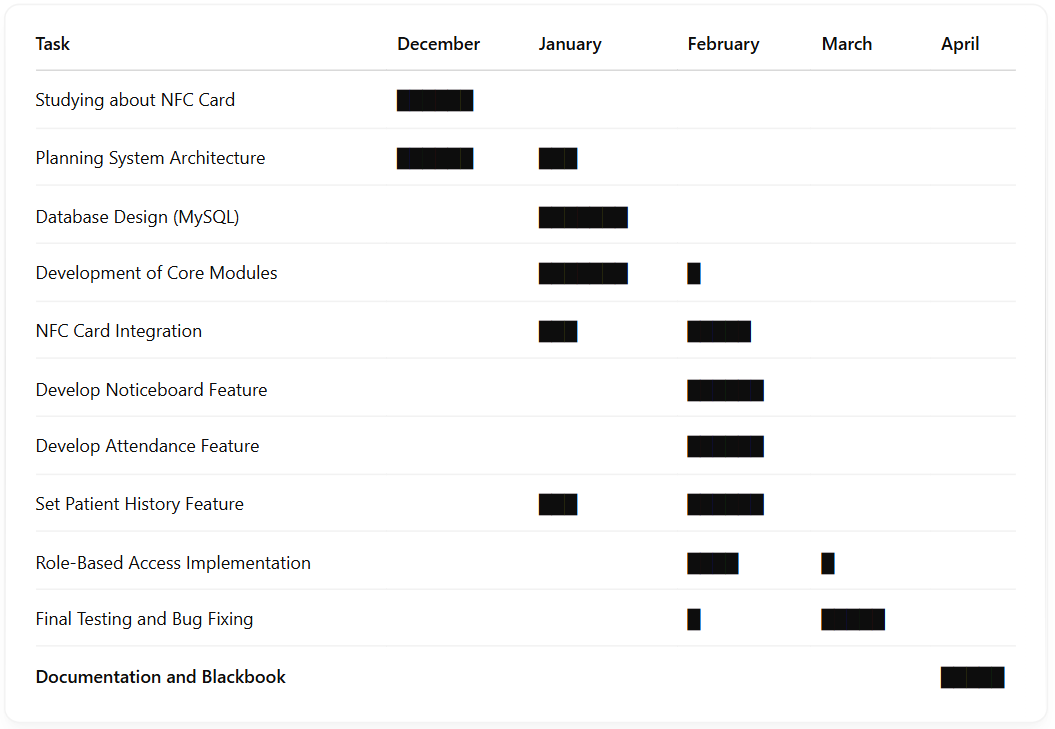 Task December January February March April
Studying about NFC Card ██████
Planning System Architecture ██████ ███
Database Design (MySQL) ███████
Development of Core Modules ███████ █
NFC Card Integration ███ █████
Develop Noticeboard Feature ██████
Develop Attendance Feature ██████
Set Patient History Feature ███ ██████
Role-Based Access Implementation ████ █
Final Testing and Bug Fixing █ █████
Documentation and Blackbook █████